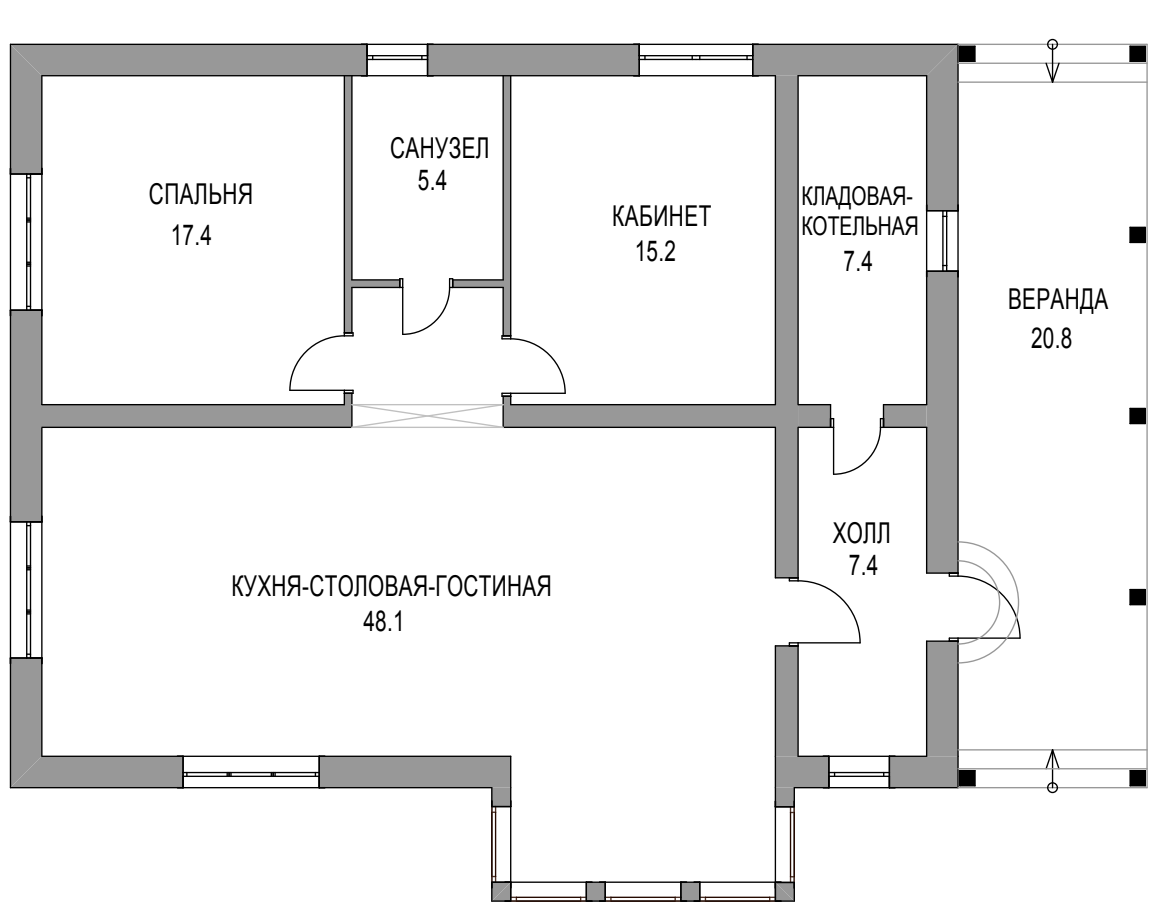 СПАЛЬНЯ
17.4
САНУЗЕЛ
5.4
КАБИНЕТ
15.2
КЛАДОВАЯ-
КОТЕЛЬНАЯ
7.4
ВЕРАНДА
20.8
КУХНЯ-СТОЛОВАЯ-ГОСТИНАЯ
48.1
ХОЛЛ
7.4